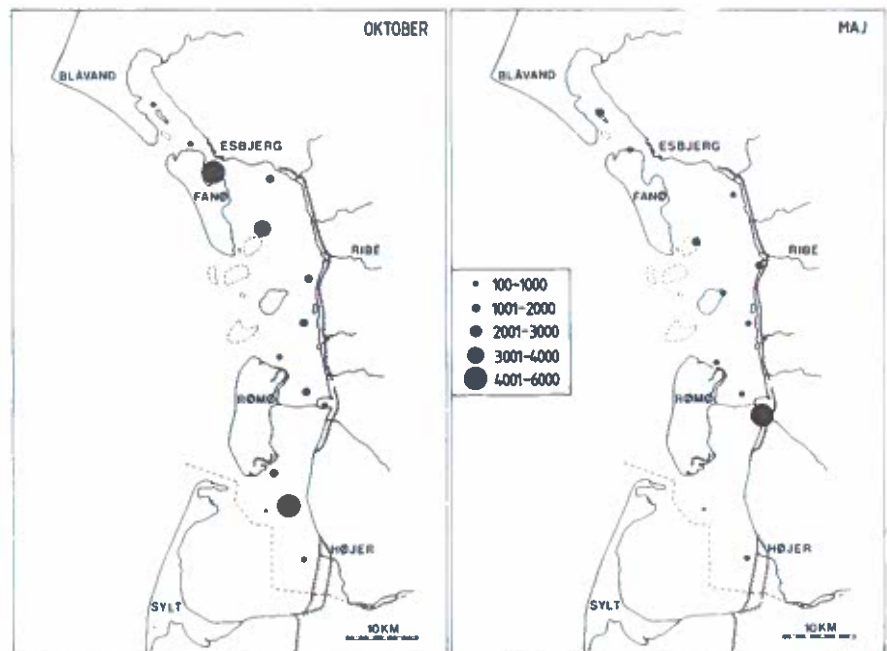 OKTOBER
BLÅVAND
ESBJERG
FANØ
RIBE
RØMØ
HØJER
SYLT
10KM
100-1000
1001-2000
2001-3000
3001-4000
4001-6000
MAJ
BLÅVAND
ESBJERG
FANØ
RIBE
RØMØ
HØJER
SYLT
10KM